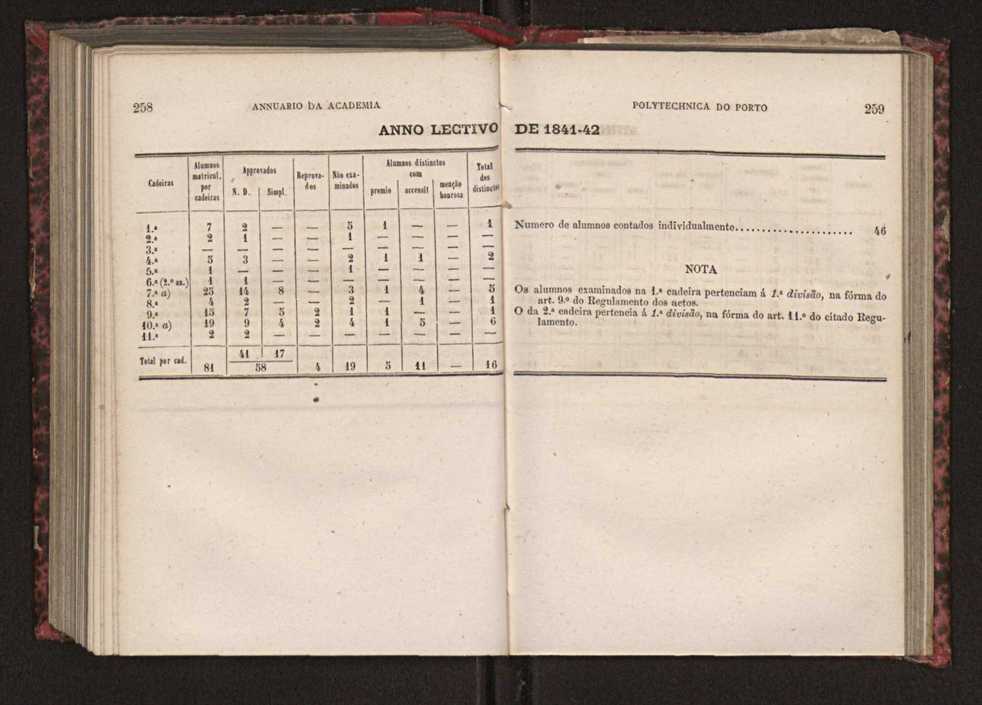 258 ANNUARIO DA ACADEMIA
ANNO LECTIVO
Cadeiras | Alumnos matricul. por cadeiras | Approvados N. D. | Simpl. | Reprovados | Não examinados | Alumnos distinctos com premio | accessit | menção honrosa | Total dos distinctos
1.ª 7 2 — — 5 1 — — 1
2.ª 2 1 — — 1 — — — —
3.ª — — — — — — — — —
4.ª 5 3 — — 2 1 1 — 2
5.ª 1 — — — 1 — — — —
6.ª (2.º an.) 1 1 — — — — — — —
7.ª a) 25 14 8 — 3 1 4 — 5
8.ª 4 2 — — 2 — 1 — 1
9.ª 15 7 5 2 1 1 — — 1
10.ª a) 19 9 4 2 4 1 5 — 6
11.ª 2 2 — — — — — — —
41 17
Total por cad. 81 58 4 19 5 11 — 16
POLYTECHNICA DO PORTO 259
DE 1841-42
Numero de alumnos contados individualmente...................... 46
NOTA
Os alumnos examinados na 1.ª cadeira pertenciam á 1.ª divisão, na fórma do
art. 9.º do Regulamento dos actos.
O da 2.ª cadeira pertencia á 1.ª divisão, na fórma do art. 11.º do citado Regu-
lamento.